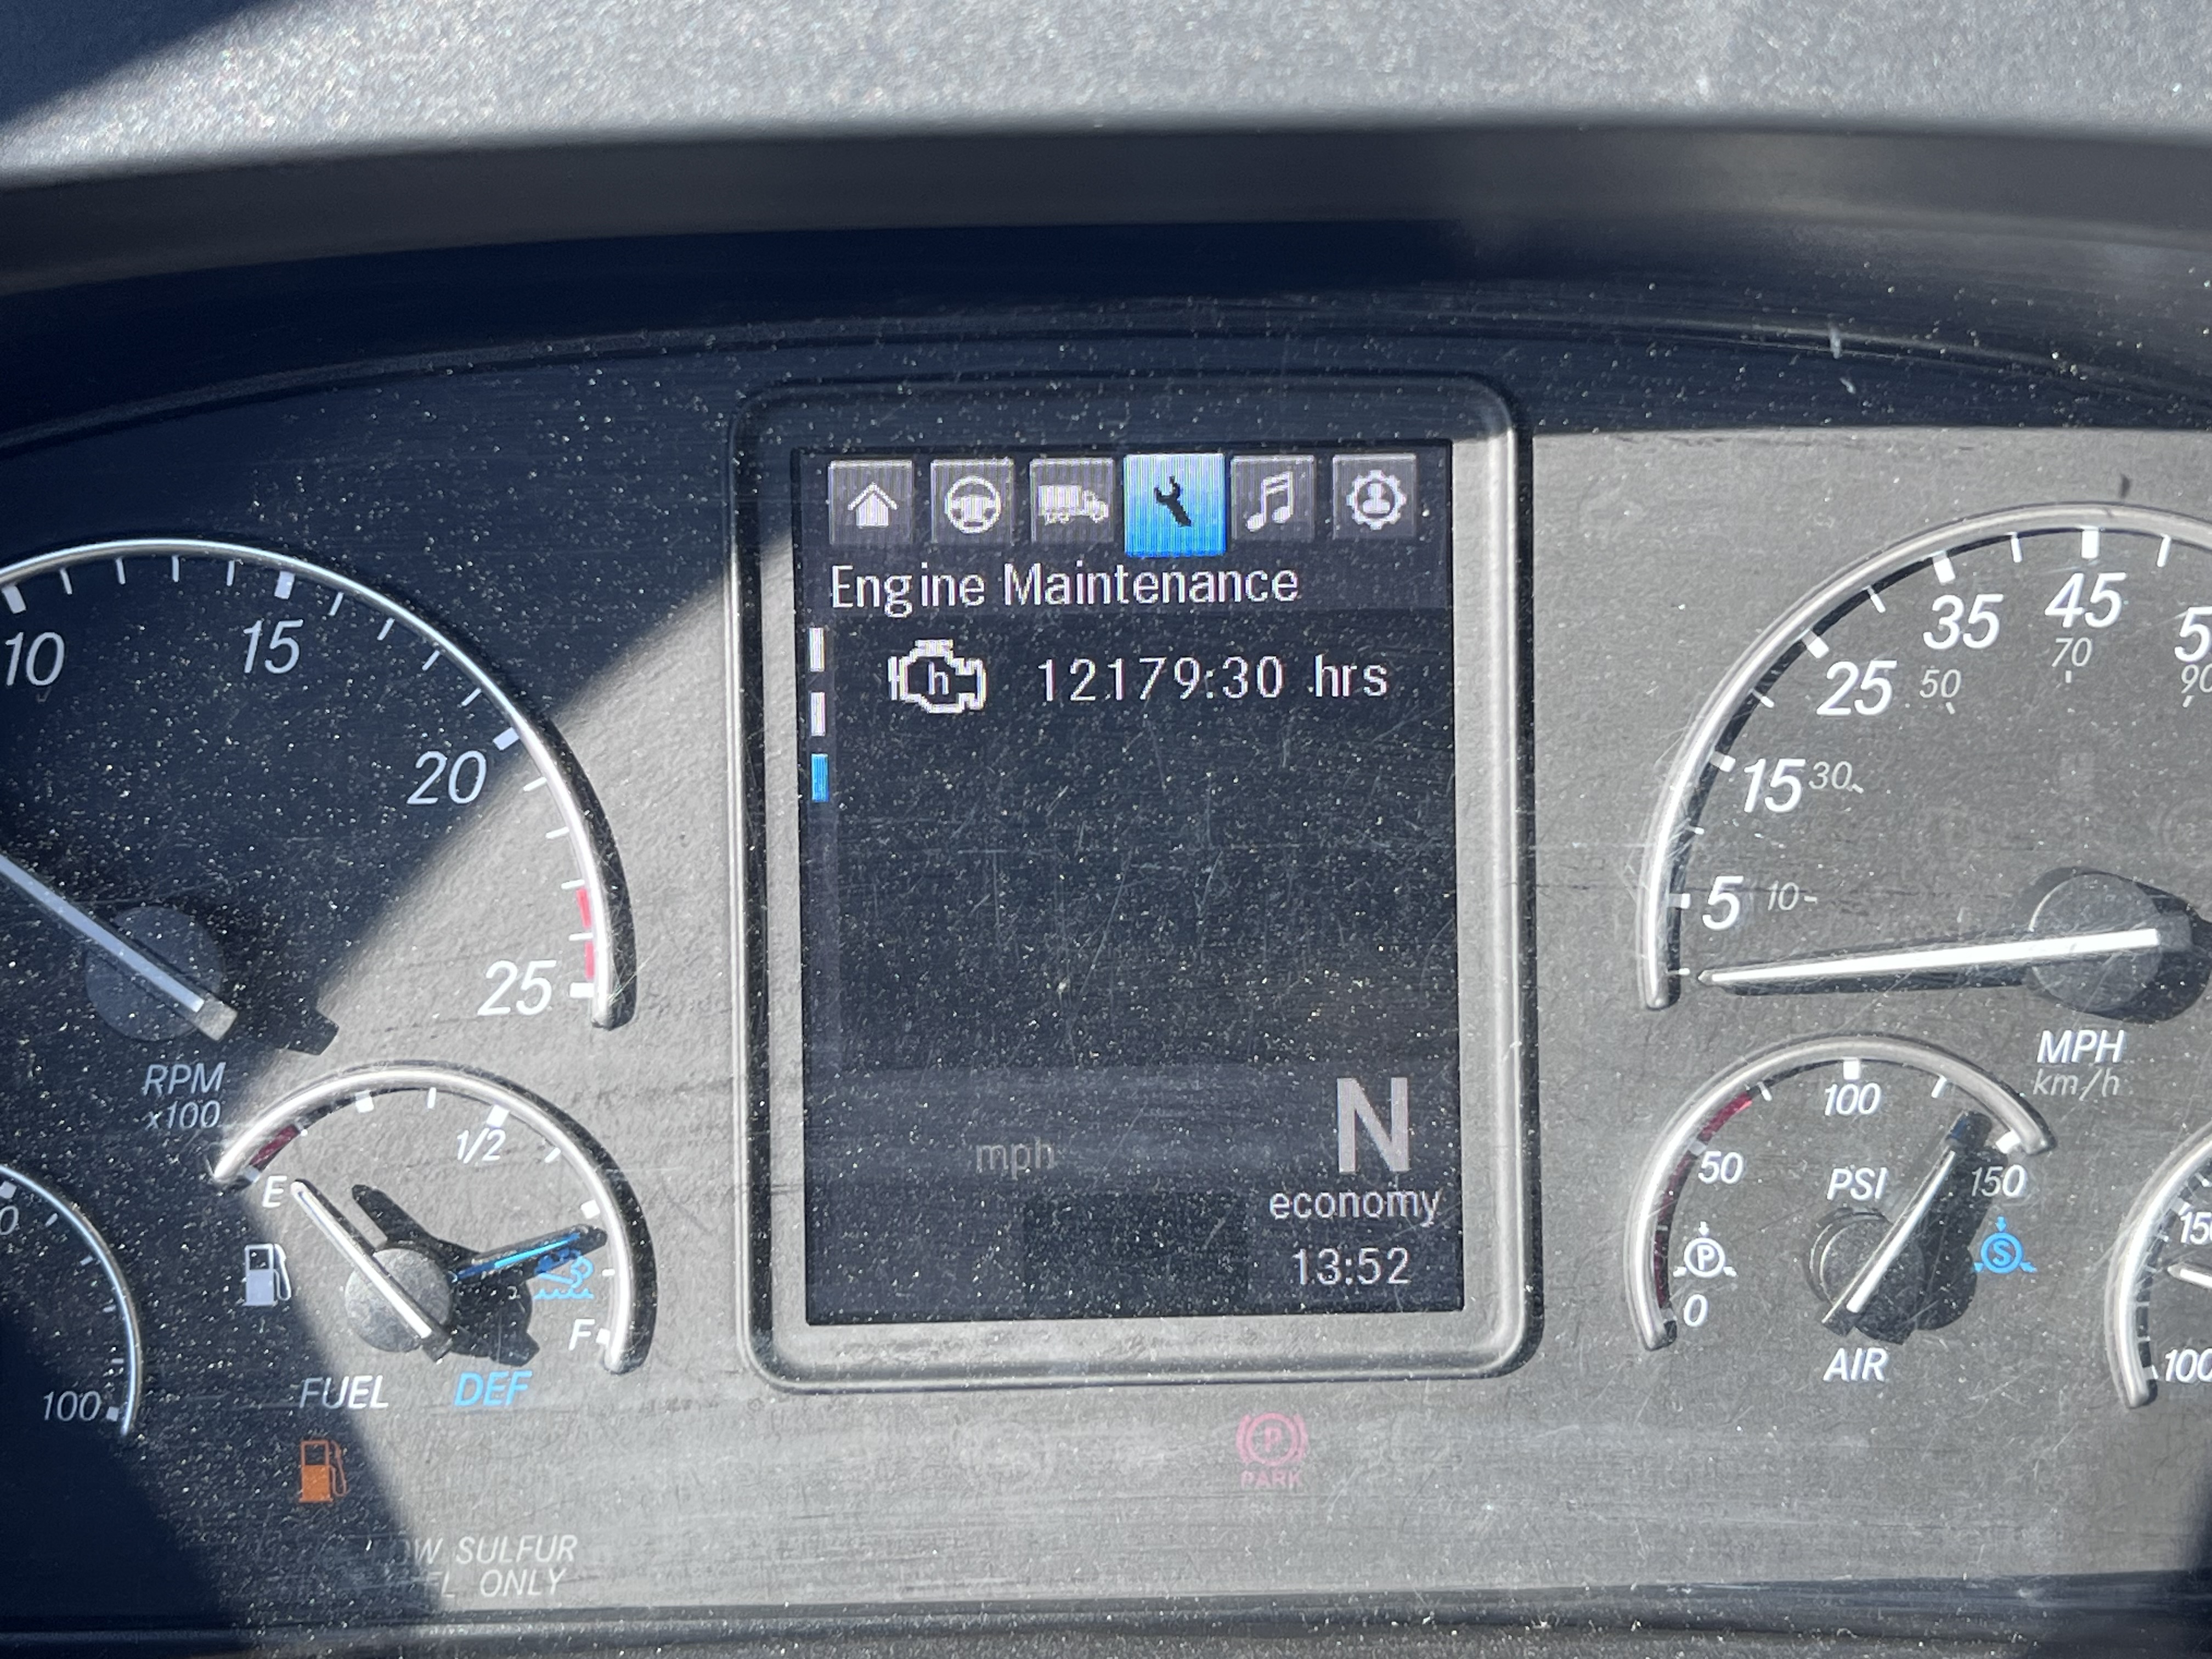 Engine Maintenance
12179:30 hrs
mph
N
economy
13:52
10
15
20
25
RPM
x100
E
1/2
F
FUEL
DEF
100
SULFUR
ONLY
5
15
25
35
45
10
30
50
70
MPH
km/h
0
50
100
150
PSI
P
S
AIR
100
P
PARK
h